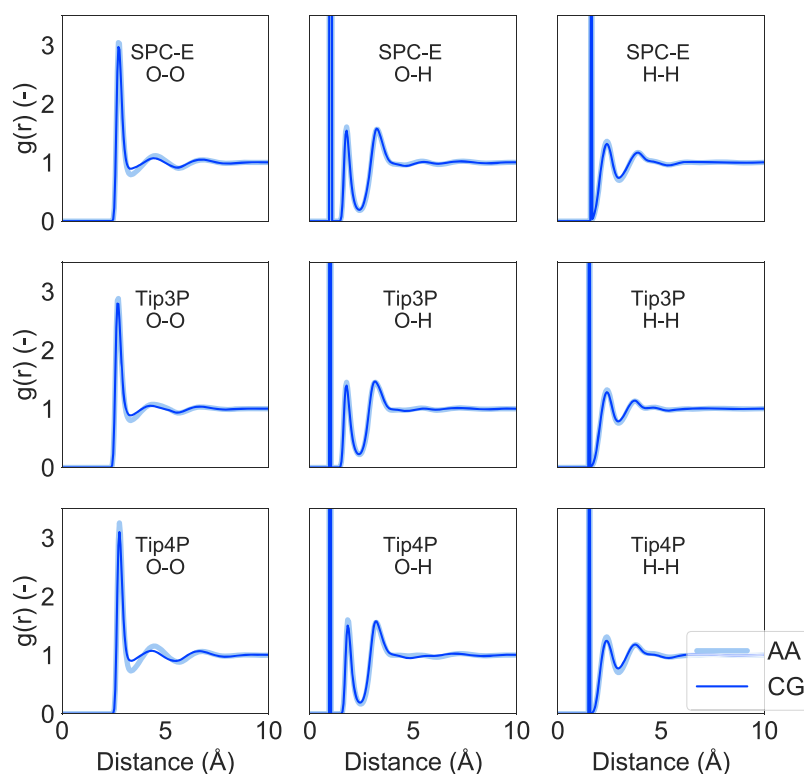 SPC-E
O-O
SPC-E
O-H
SPC-E
H-H
g(r) (-)
3
2
1
0
Tip3P
O-O
Tip3P
O-H
Tip3P
H-H
g(r) (-)
3
2
1
0
Tip4P
O-O
Tip4P
O-H
Tip4P
H-H
g(r) (-)
3
2
1
0
AA
CG
0 5 10
0 5 10
0 5 10
Distance (Å)
Distance (Å)
Distance (Å)